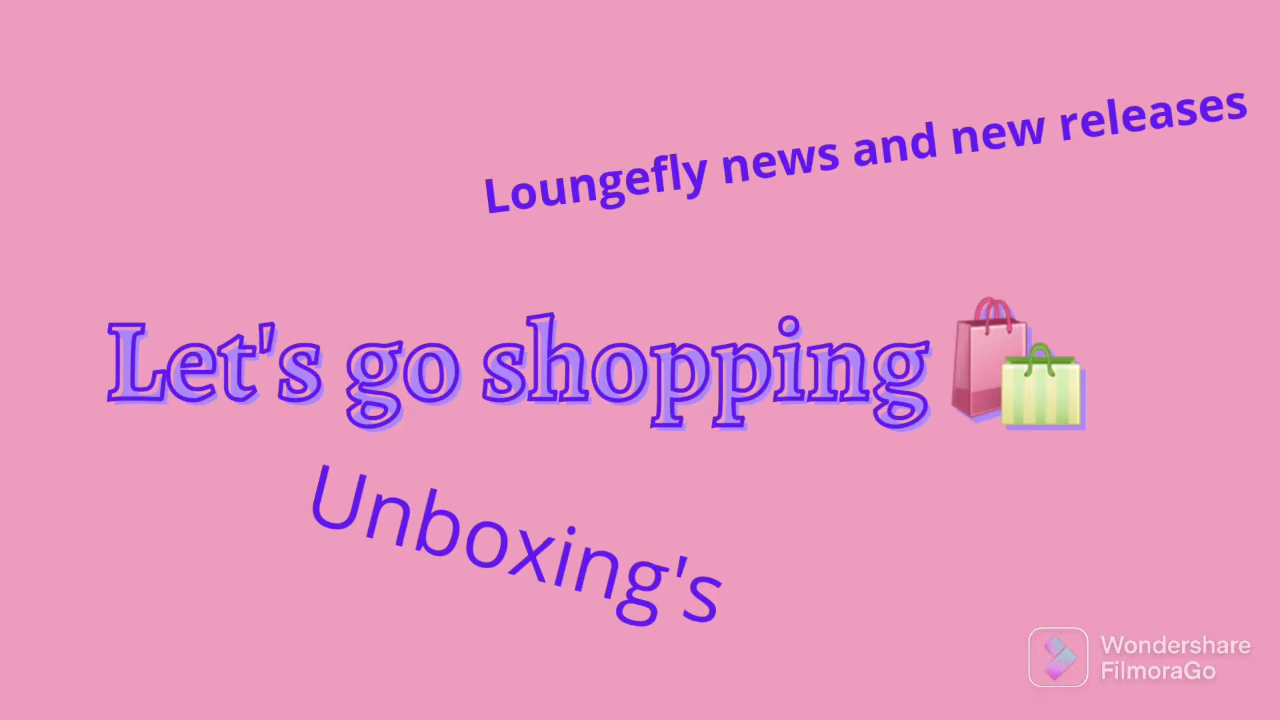 Loungefly news and new releases
Let's go shopping 🛍️
Unboxing's
Wondershare
FilmoraGo